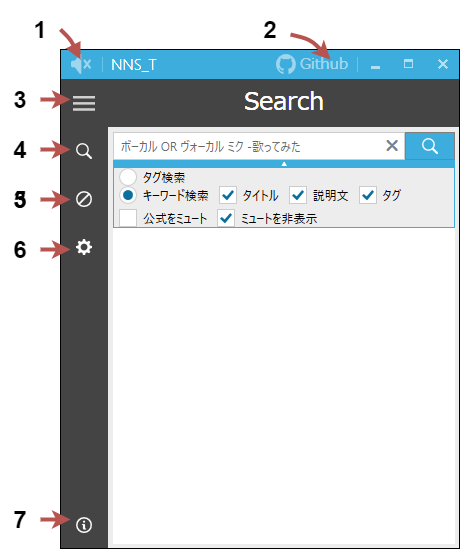 1
2
NNS_T
Github
3
Search
4
ボーカル OR ヴォーカル ミク -歌ってみた
タグ検索
キーワード検索 タイトル 説明文 タグ
公式をミュート ミュートを非表示
6
7